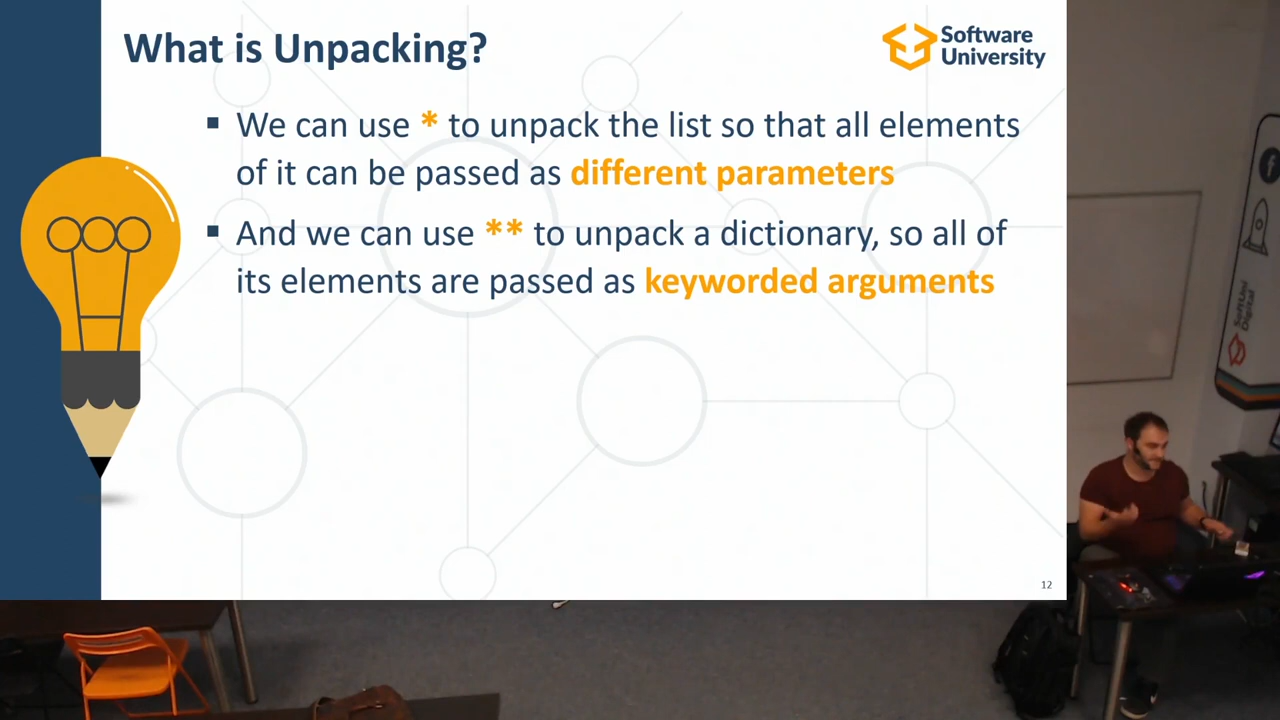 What is Unpacking?
Software
University
▪ We can use * to unpack the list so that all elements
of it can be passed as different parameters
▪ And we can use ** to unpack a dictionary, so all of
its elements are passed as keyworded arguments
12
SoftUni
Digital